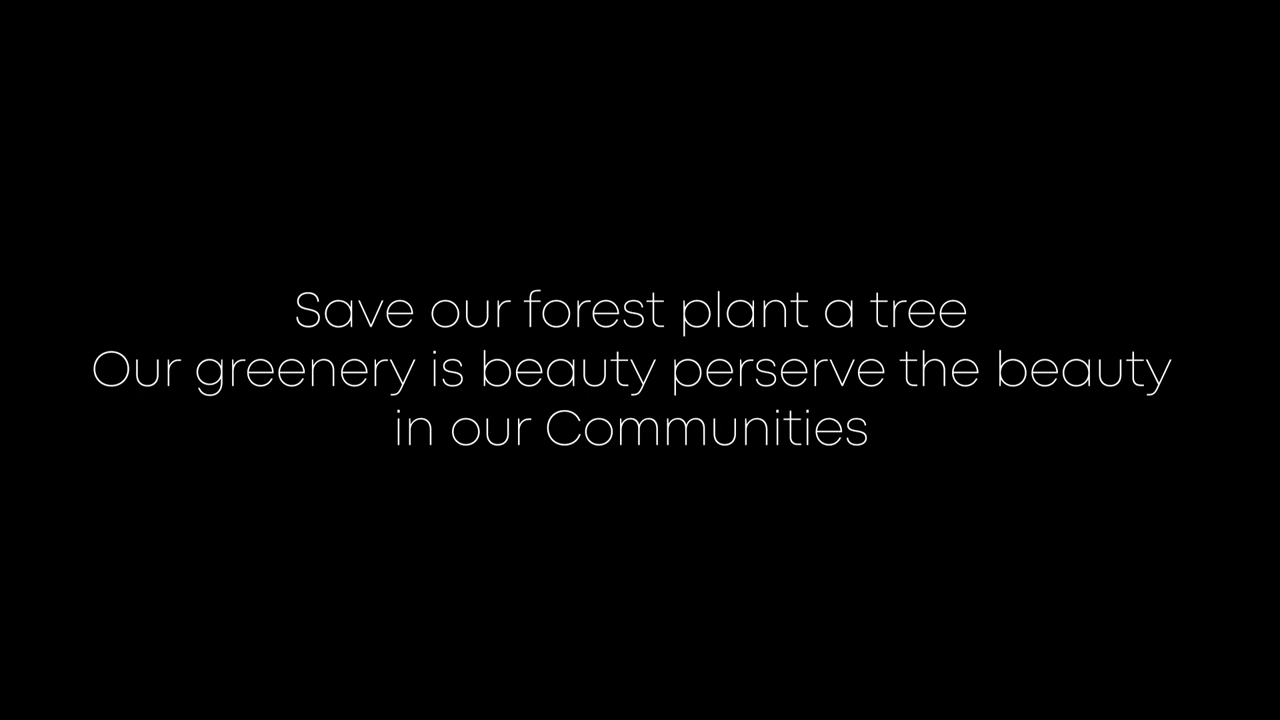 Save our forest plant a tree
Our greenery is beauty perserve the beauty
in our Communities